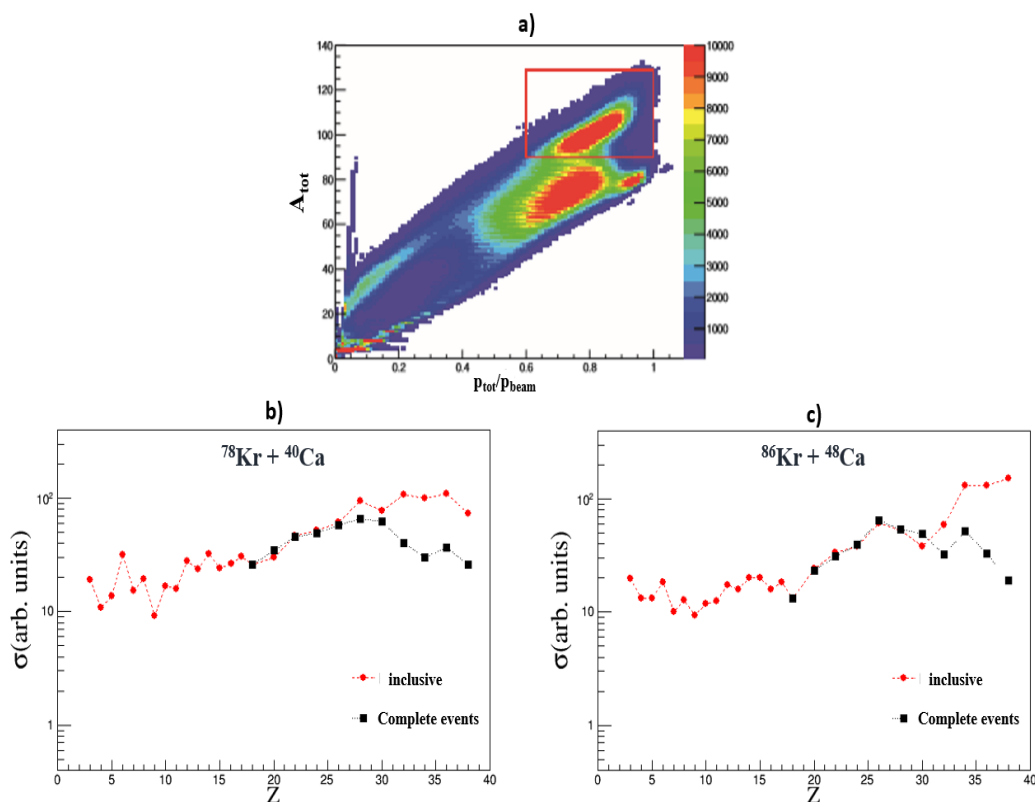 a)
140
120
100
80
60
40
20
0
A_tot
0 0.2 0.4 0.6 0.8 1
p_tot/p_beam
10000
9000
8000
7000
6000
5000
4000
3000
2000
1000
b)
⁷⁸Kr + ⁴⁰Ca
10²
10
1
σ(arb. units)
inclusive
Complete events
0 5 10 15 20 25 30 35 40
Z
c)
⁸⁶Kr + ⁴⁸Ca
10²
10
1
σ(arb. units)
inclusive
Complete events
0 5 10 15 20 25 30 35 40
Z